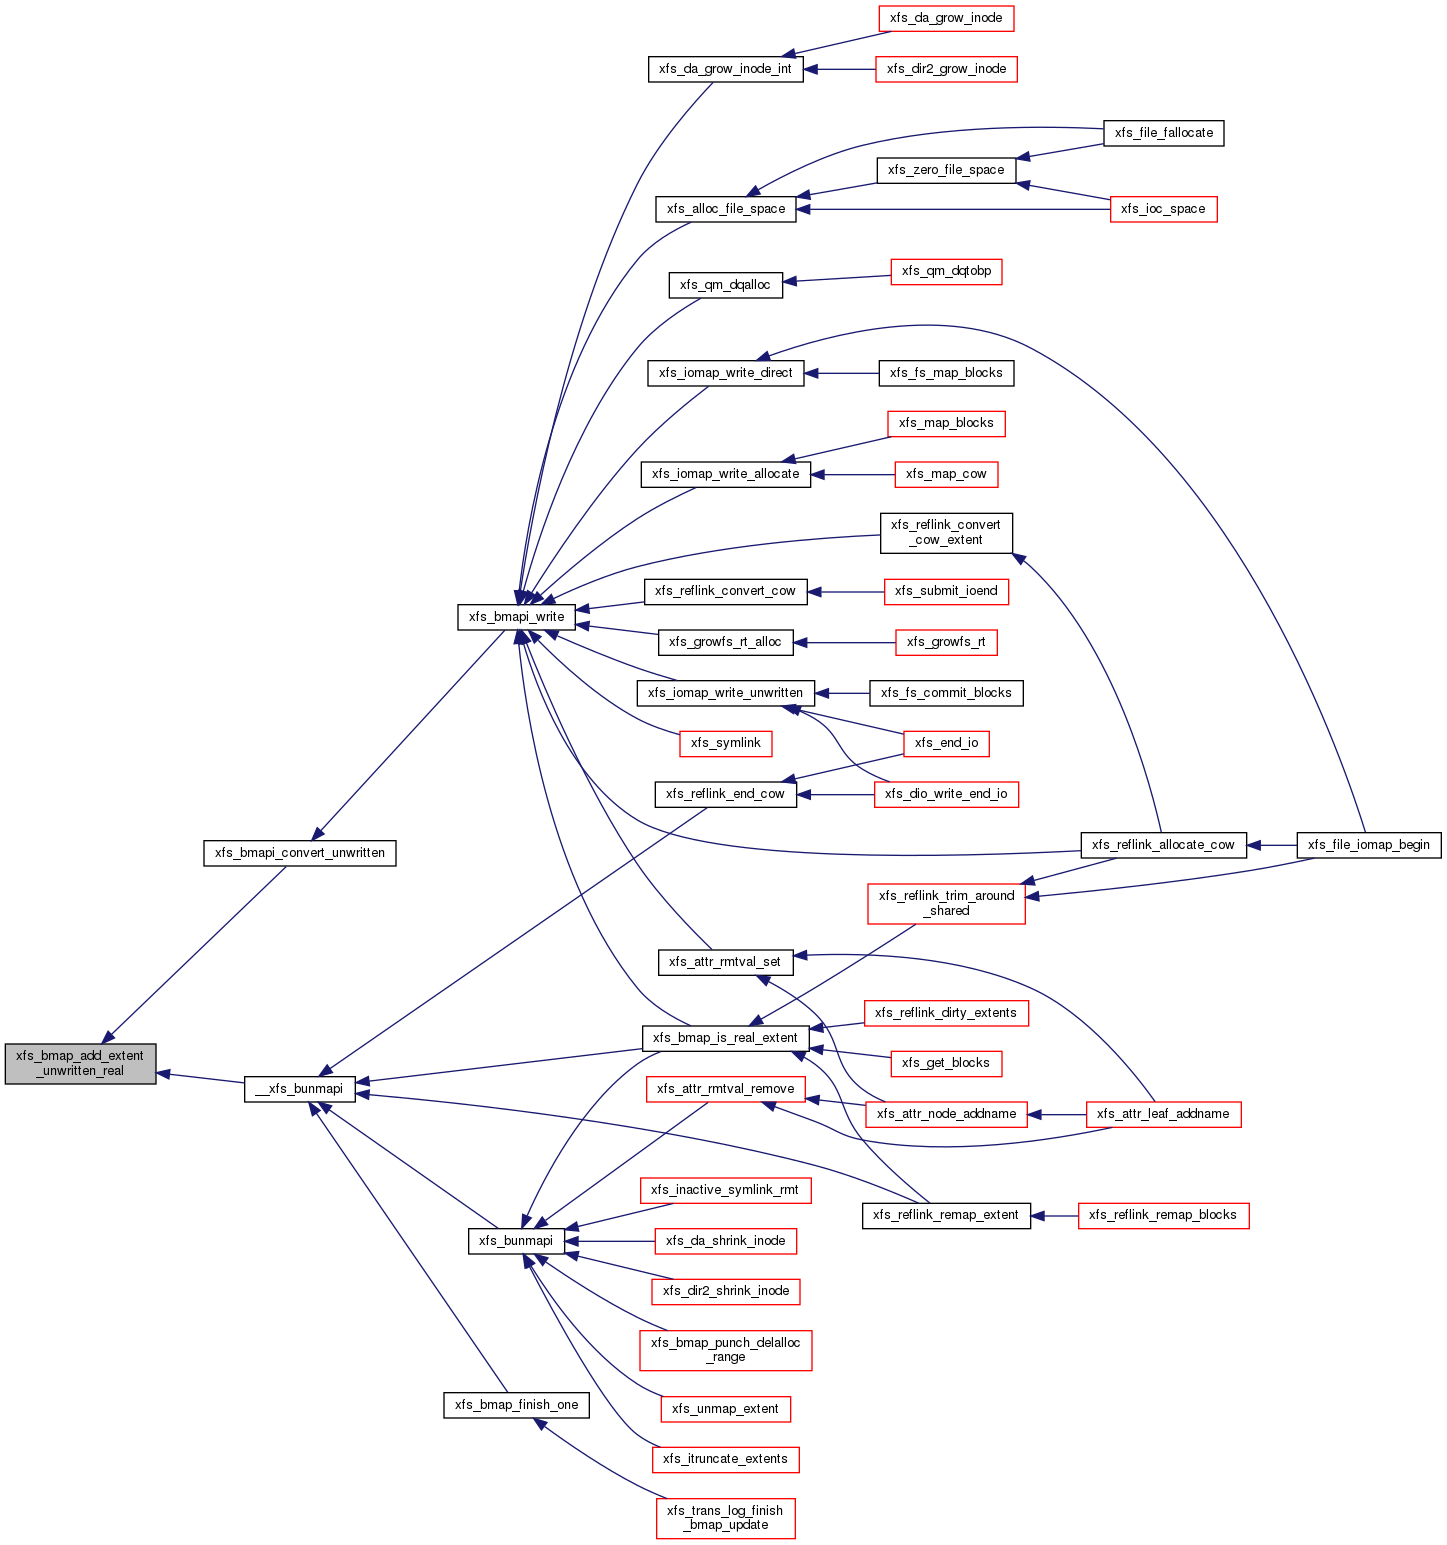 xfs_da_grow_inode
xfs_da_grow_inode_int
xfs_dir2_grow_inode
xfs_file_fallocate
xfs_zero_file_space
xfs_alloc_file_space
xfs_ioc_space
xfs_qm_dqtobp
xfs_qm_dqalloc
xfs_iomap_write_direct
xfs_fs_map_blocks
xfs_map_blocks
xfs_iomap_write_allocate
xfs_map_cow
xfs_reflink_convert
_cow_extent
xfs_reflink_convert_cow
xfs_submit_ioend
xfs_bmapi_write
xfs_growfs_rt_alloc
xfs_growfs_rt
xfs_iomap_write_unwritten
xfs_fs_commit_blocks
xfs_symlink
xfs_end_io
xfs_reflink_end_cow
xfs_dio_write_end_io
xfs_bmapi_convert_unwritten
xfs_reflink_allocate_cow
xfs_file_iomap_begin
xfs_reflink_trim_around
_shared
xfs_attr_rmtval_set
xfs_reflink_dirty_extents
xfs_bmap_is_real_extent
xfs_bmap_add_extent
_unwritten_real
xfs_get_blocks
__xfs_bunmapi
xfs_attr_rmtval_remove
xfs_attr_node_addname
xfs_attr_leaf_addname
xfs_inactive_symlink_rmt
xfs_reflink_remap_extent
xfs_reflink_remap_blocks
xfs_bunmapi
xfs_da_shrink_inode
xfs_dir2_shrink_inode
xfs_bmap_punch_delalloc
_range
xfs_bmap_finish_one
xfs_unmap_extent
xfs_itruncate_extents
xfs_trans_log_finish
_bmap_update